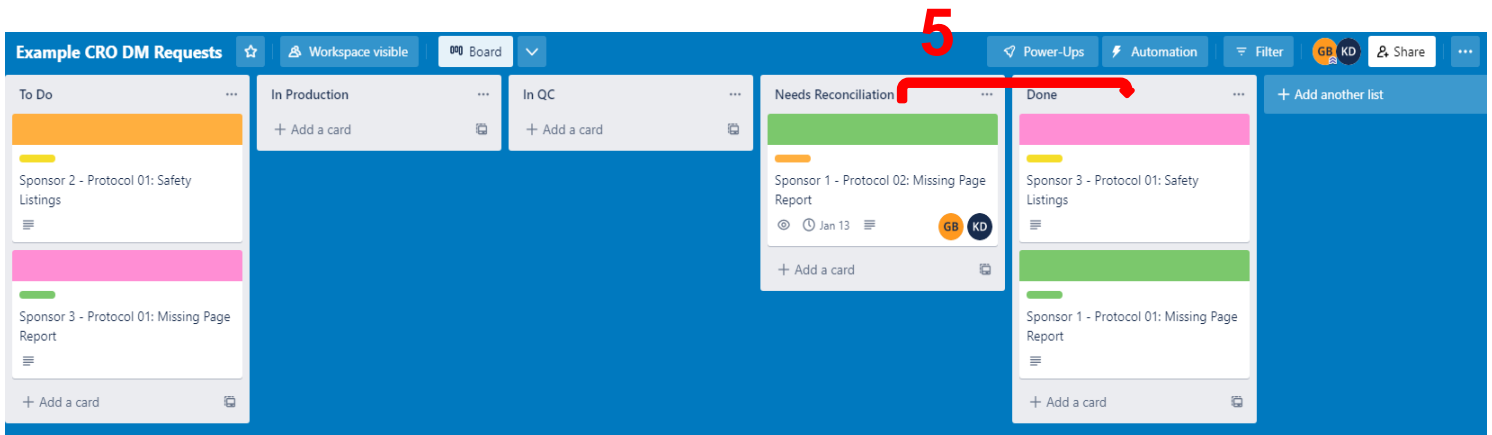 5
Example CRO DM Requests
Workspace visible
Board
Power-Ups
Automation
Filter
GB
KD
Share
To Do
Sponsor 2 - Protocol 01: Safety
Listings
Sponsor 3 - Protocol 01: Missing Page
Report
+ Add a card
In Production
+ Add a card
In QC
+ Add a card
Needs Reconciliation
Sponsor 1 - Protocol 02: Missing Page
Report
Jan 13
GB
KD
+ Add a card
Done
Sponsor 3 - Protocol 01: Safety
Listings
Sponsor 1 - Protocol 01: Missing Page
Report
+ Add a card
+ Add another list